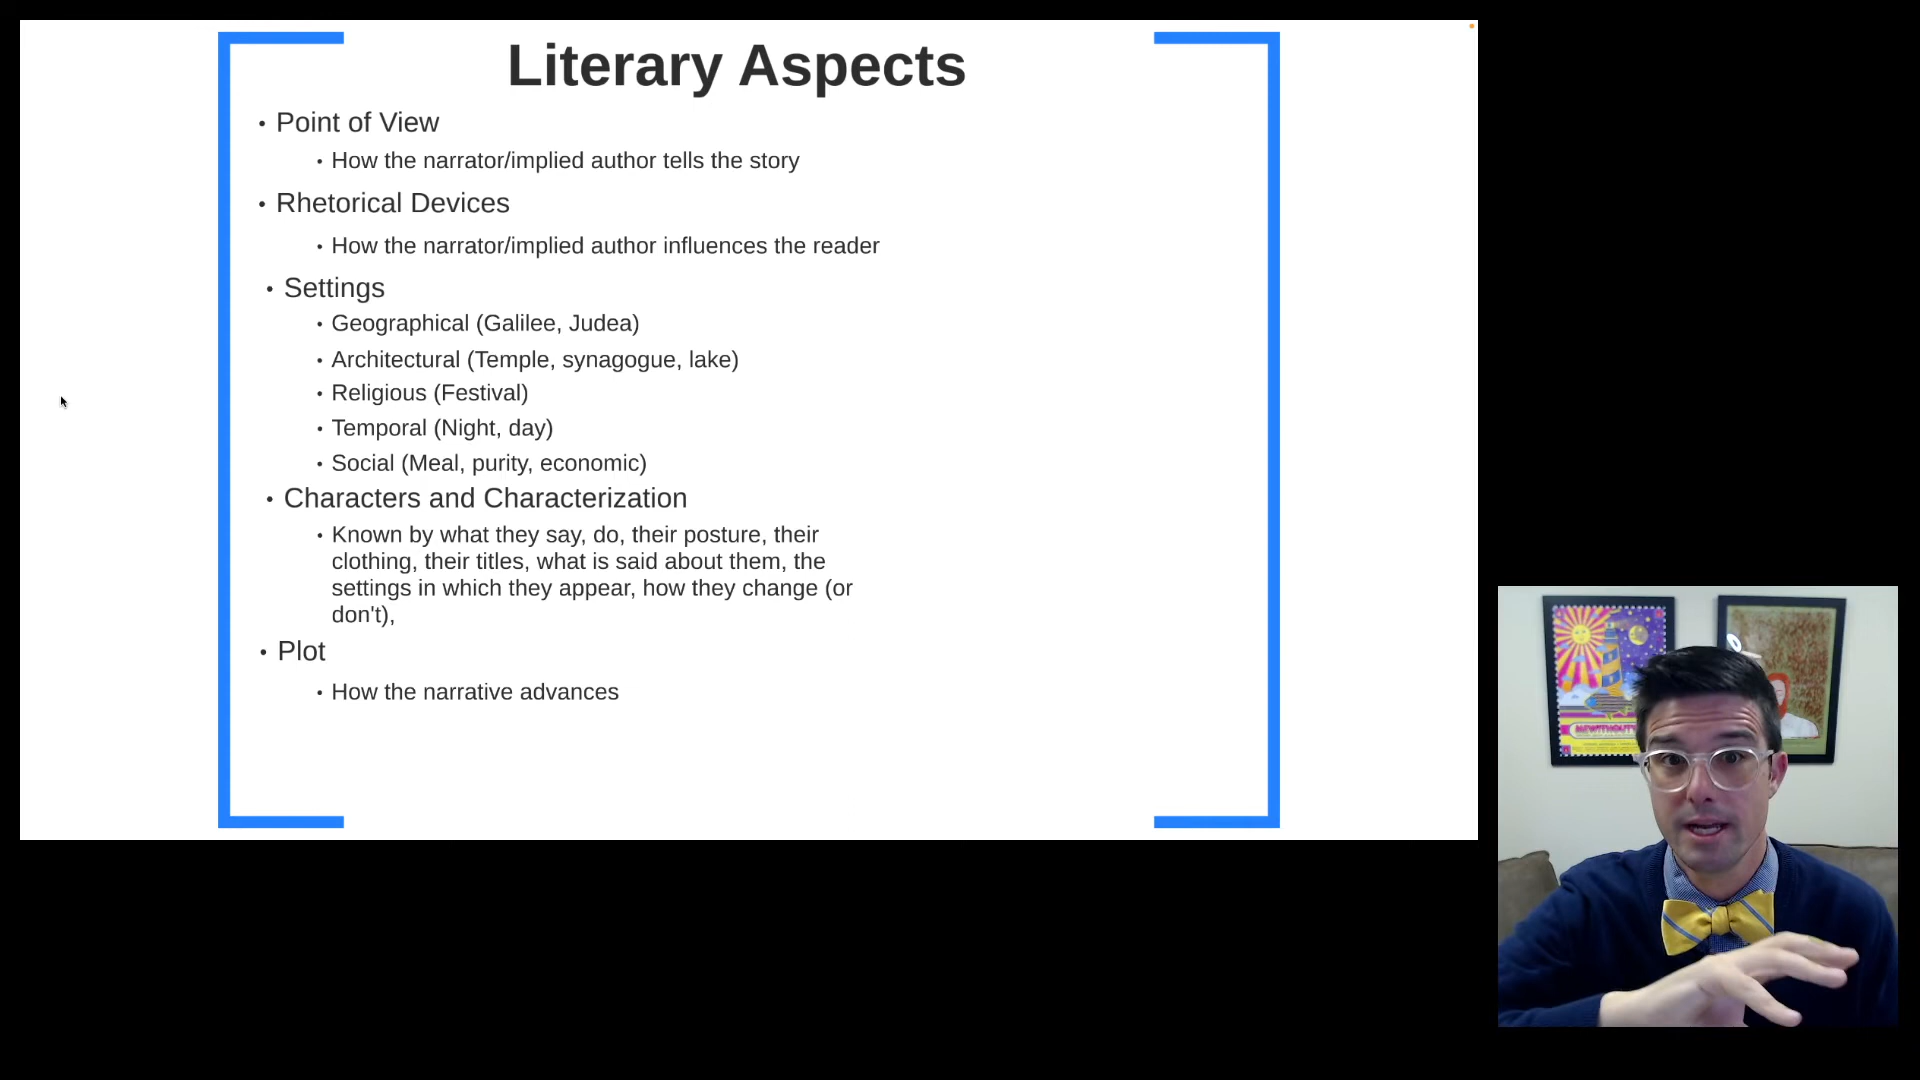 Literary Aspects
• Point of View
• How the narrator/implied author tells the story
• Rhetorical Devices
• How the narrator/implied author influences the reader
• Settings
• Geographical (Galilee, Judea)
• Architectural (Temple, synagogue, lake)
• Religious (Festival)
• Temporal (Night, day)
• Social (Meal, purity, economic)
• Characters and Characterization
• Known by what they say, do, their posture, their
clothing, their titles, what is said about them, the
settings in which they appear, how they change (or
don't),
• Plot
• How the narrative advances